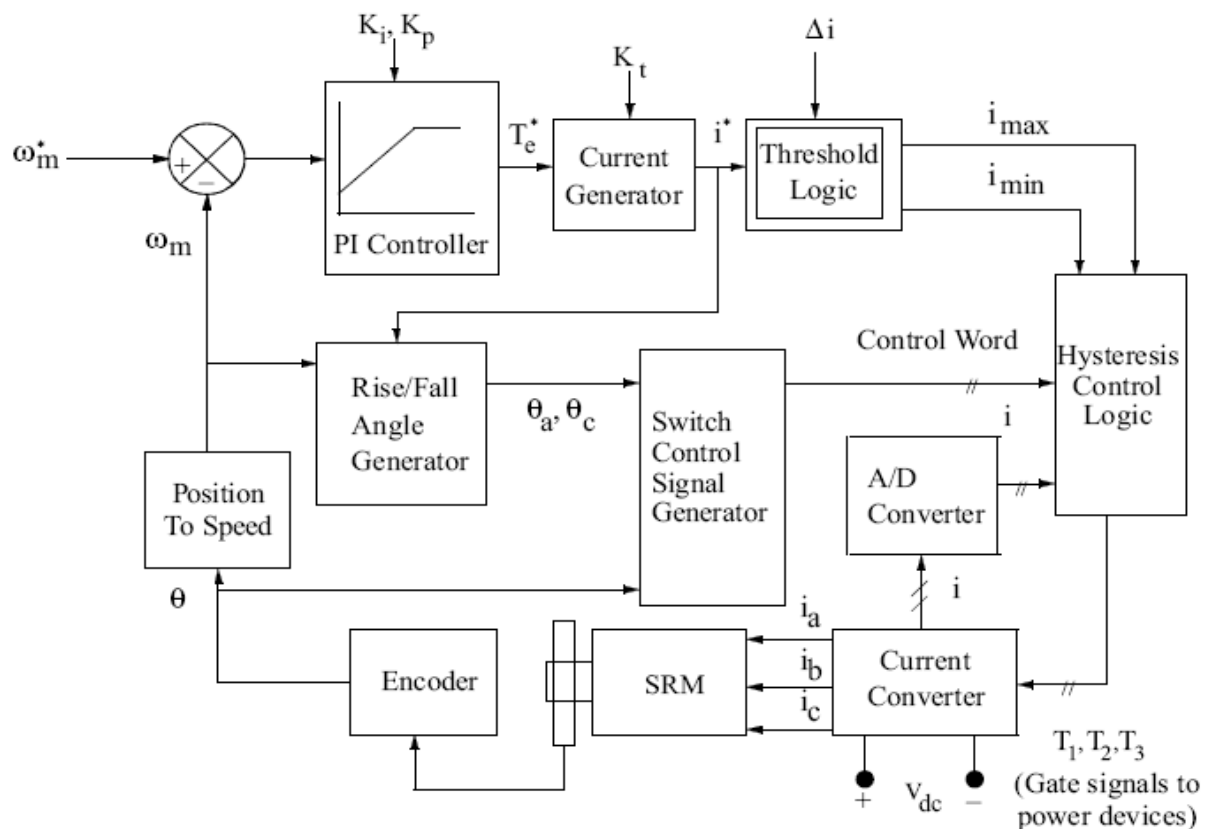 K_i, K_p
K_t
Δi
ω_m^*
+
−
ω_m
PI Controller
T_e^*
Current
Generator
i^*
Threshold
Logic
i_max
i_min
Rise/Fall
Angle
Generator
θ_a, θ_c
Switch
Control
Signal
Generator
Control Word
Hysteresis
Control
Logic
i
A/D
Converter
i
Position
To Speed
θ
Encoder
SRM
i_a
i_b
i_c
Current
Converter
+
V_dc
−
T_1, T_2, T_3
(Gate signals to
power devices)